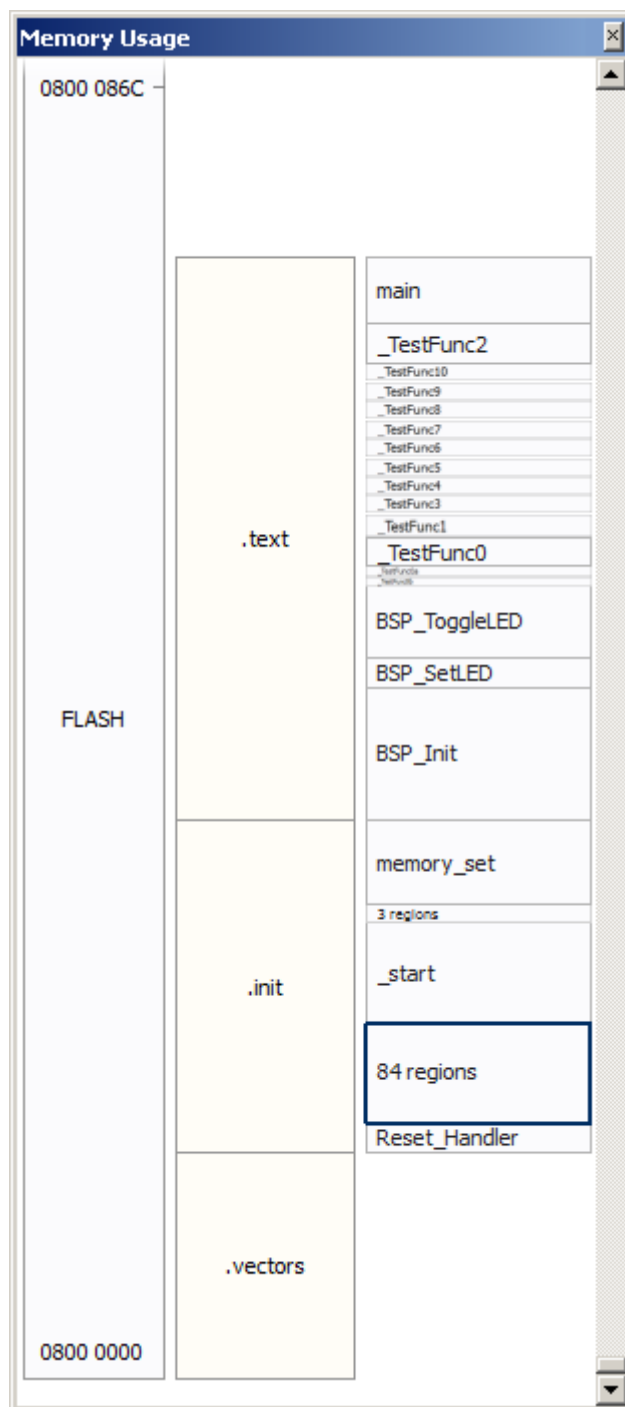 Memory Usage
0800 086C
main
_TestFunc2
_TestFunc10
_TestFunc9
_TestFunc8
_TestFunc7
_TestFunc6
_TestFunc5
_TestFunc4
_TestFunc3
_TestFunc1
.text
_TestFunc0
BSP_ToggleLED
BSP_SetLED
FLASH
BSP_Init
memory_set
3 regions
_start
.init
84 regions
Reset_Handler
.vectors
0800 0000